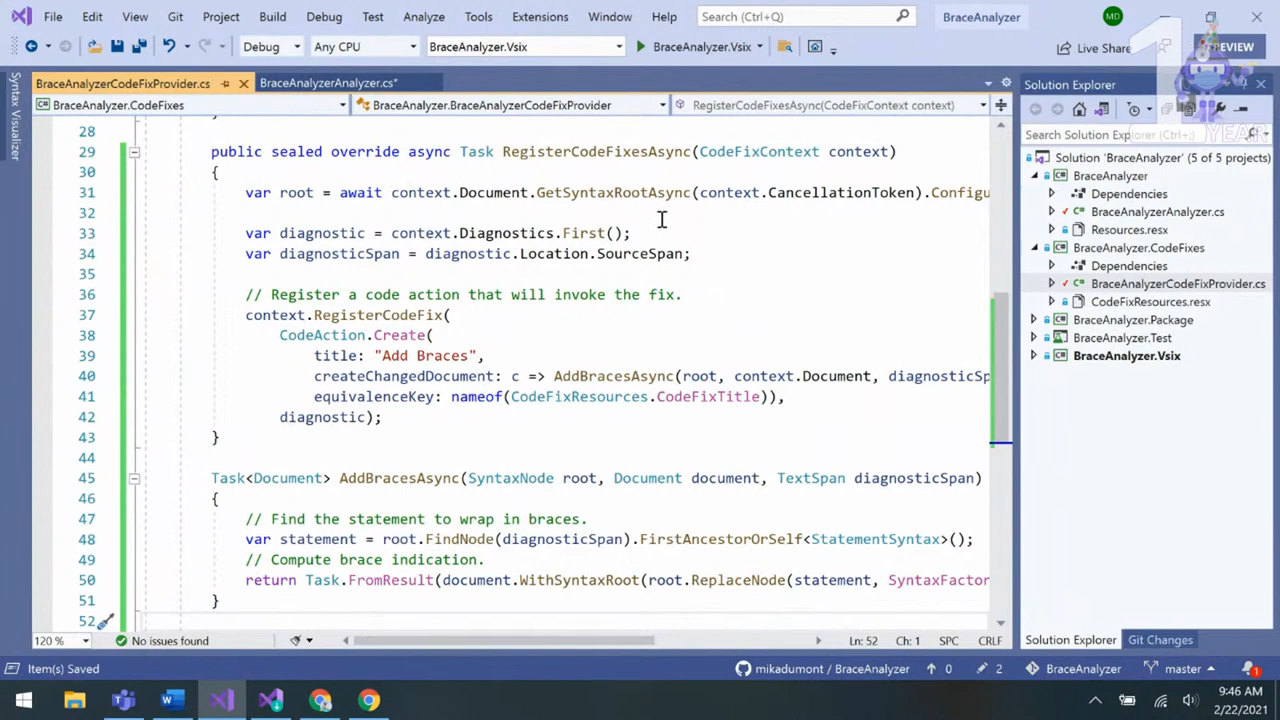 File Edit View Git Project Build Debug Test Analyze Tools Extensions Window Help Search (Ctrl+Q) BraceAnalyzer MD
Debug Any CPU BraceAnalyzer.Vsix BraceAnalyzer.Vsix Live Share PREVIEW
1
YEAR
Syntax Visualizer
BraceAnalyzerCodeFixProvider.cs BraceAnalyzerAnalyzer.cs*
BraceAnalyzer.CodeFixes BraceAnalyzer.BraceAnalyzerCodeFixProvider RegisterCodeFixesAsync(CodeFixContext context)
28
29 public sealed override async Task RegisterCodeFixesAsync(CodeFixContext context)
30 {
31 var root = await context.Document.GetSyntaxRootAsync(context.CancellationToken).Configu
32
33 var diagnostic = context.Diagnostics.First();
34 var diagnosticSpan = diagnostic.Location.SourceSpan;
35
36 // Register a code action that will invoke the fix.
37 context.RegisterCodeFix(
38 CodeAction.Create(
39 title: "Add Braces",
40 createChangedDocument: c => AddBracesAsync(root, context.Document, diagnosticSp
41 equivalenceKey: nameof(CodeFixResources.CodeFixTitle)),
42 diagnostic);
43 }
44
45 Task<Document> AddBracesAsync(SyntaxNode root, Document document, TextSpan diagnosticSpan)
46 {
47 // Find the statement to wrap in braces.
48 var statement = root.FindNode(diagnosticSpan).FirstAncestorOrSelf<StatementSyntax>();
49 // Compute brace indication.
50 return Task.FromResult(document.WithSyntaxRoot(root.ReplaceNode(statement, SyntaxFactor
51 }
52
120 % No issues found Ln: 52 Ch: 1 SPC CRLF
Solution Explorer
Search Solution Explorer (Ctrl+;)
Solution 'BraceAnalyzer' (5 of 5 projects)
BraceAnalyzer
Dependencies
BraceAnalyzerAnalyzer.cs
Resources.resx
BraceAnalyzer.CodeFixes
Dependencies
BraceAnalyzerCodeFixProvider.cs
CodeFixResources.resx
BraceAnalyzer.Package
BraceAnalyzer.Test
BraceAnalyzer.Vsix
Solution Explorer Git Changes
Item(s) Saved mikadumont / BraceAnalyzer 0 2 BraceAnalyzer master 1
9:46 AM
2/22/2021